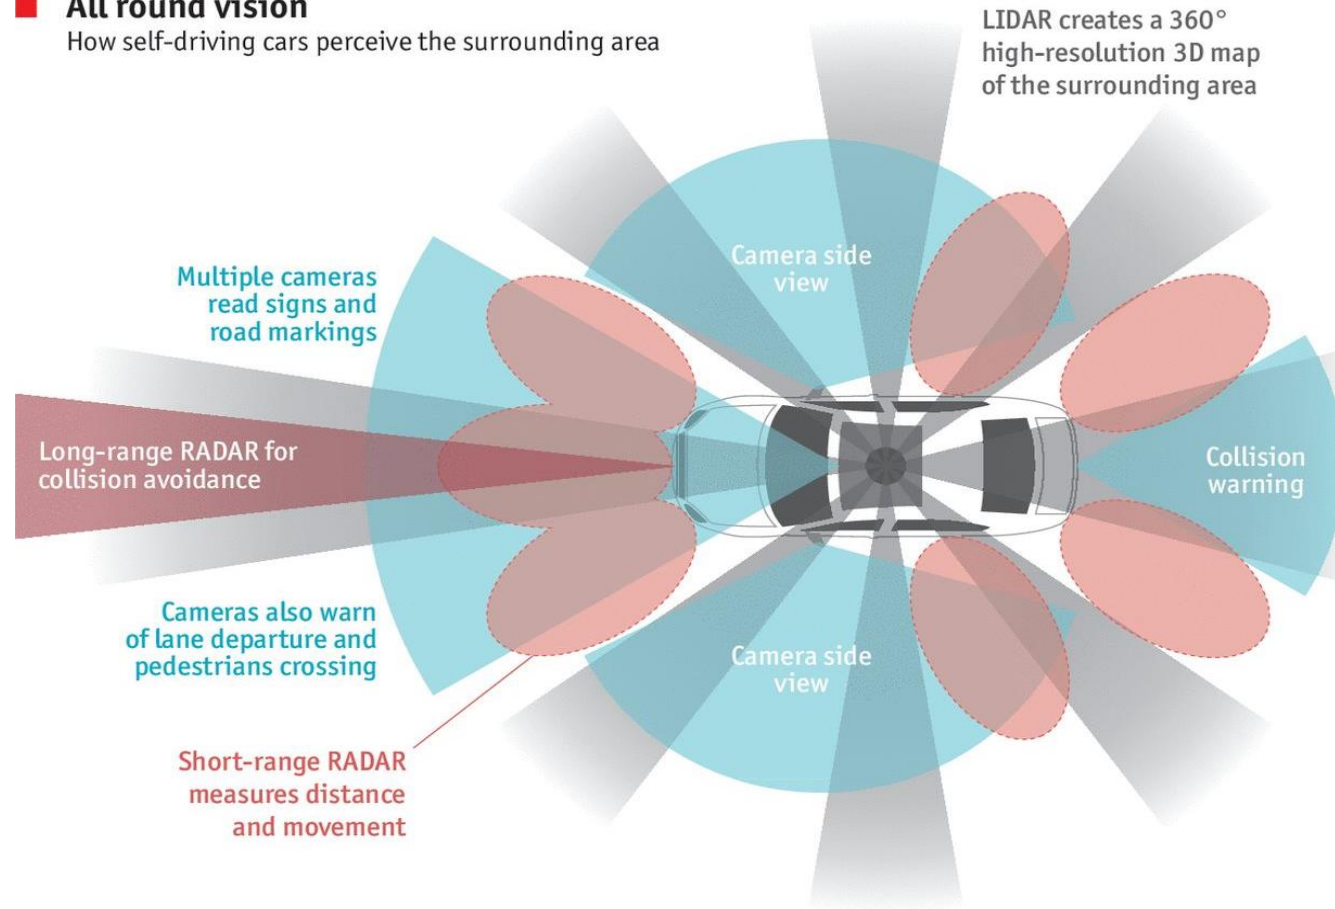 All round vision
How self-driving cars perceive the surrounding area
LIDAR creates a 360°
high-resolution 3D map
of the surrounding area
Camera side
view
Multiple cameras
read signs and
road markings
Long-range RADAR for
collision avoidance
Collision
warning
Cameras also warn
of lane departure and
pedestrians crossing
Camera side
view
Short-range RADAR
measures distance
and movement